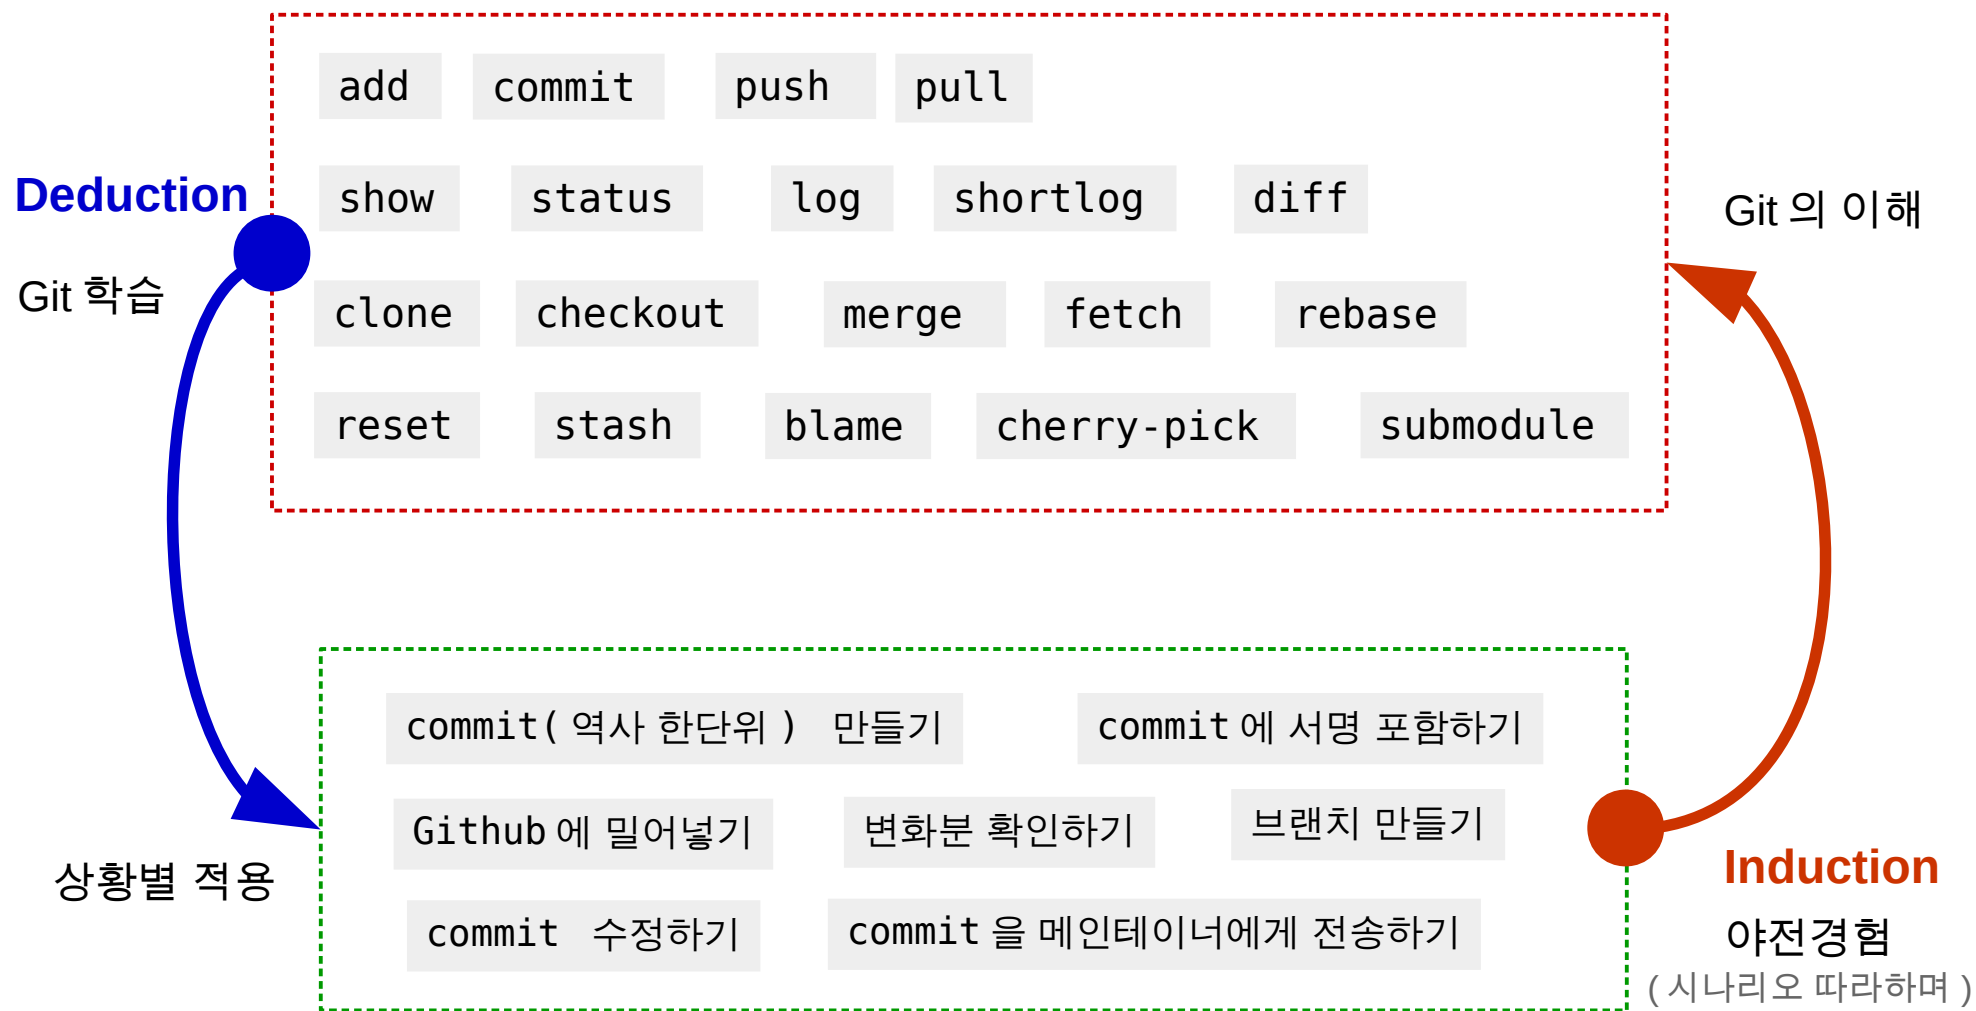 add commit push pull
Deduction
show status log shortlog diff
Git 의 이해
Git 학습
clone checkout merge fetch rebase
reset stash blame cherry-pick submodule
commit( 역사 한단위 ) 만들기 commit 에 서명 포함하기
Github 에 밀어넣기 변화분 확인하기 브랜치 만들기
상황별 적용
Induction
commit 수정하기 commit 을 메인테이너에게 전송하기
야전경험
( 시나리오 따라하며 )